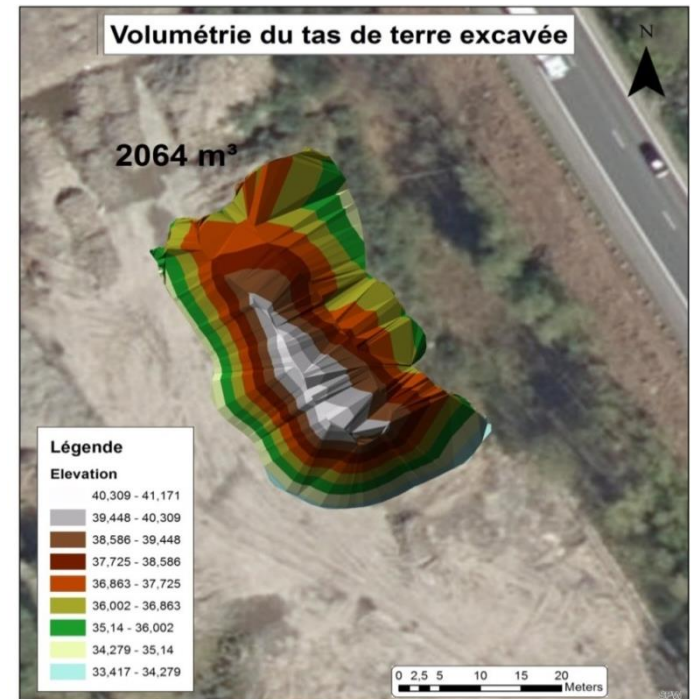 Volumétrie du tas de terre excavée
N
2064 m³
Légende
Elevation
40,309 - 41,171
39,448 - 40,309
38,586 - 39,448
37,725 - 38,586
36,863 - 37,725
36,002 - 36,863
35,14 - 36,002
34,279 - 35,14
33,417 - 34,279
0 2,5 5 10 15 20
Meters